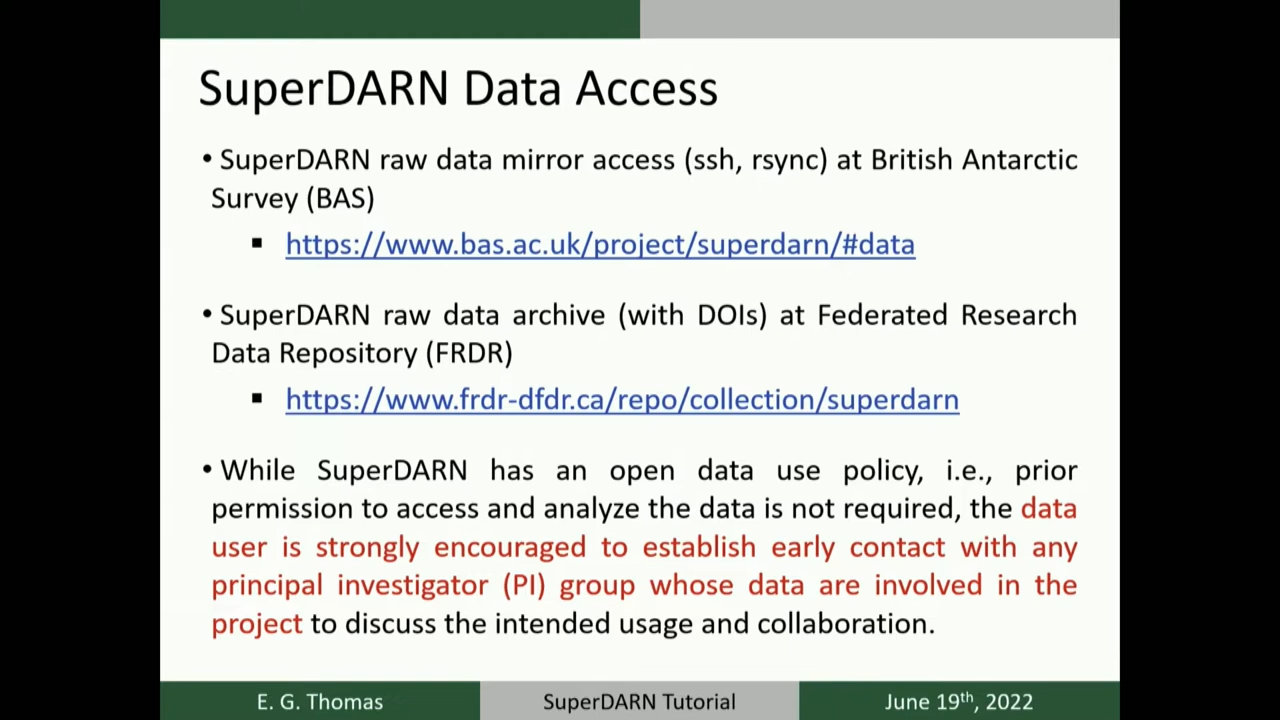 SuperDARN Data Access
• SuperDARN raw data mirror access (ssh, rsync) at British Antarctic
Survey (BAS)
▪ https://www.bas.ac.uk/project/superdarn/#data
• SuperDARN raw data archive (with DOIs) at Federated Research
Data Repository (FRDR)
▪ https://www.frdr-dfdr.ca/repo/collection/superdarn
• While SuperDARN has an open data use policy, i.e., prior
permission to access and analyze the data is not required, the data
user is strongly encouraged to establish early contact with any
principal investigator (PI) group whose data are involved in the
project to discuss the intended usage and collaboration.
E. G. Thomas
SuperDARN Tutorial
June 19th, 2022